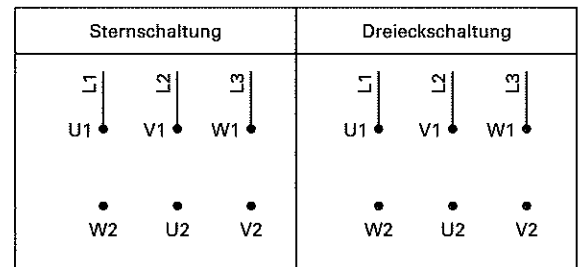 Sternschaltung Dreieckschaltung
L1 L2 L3 L1 L2 L3
U1 V1 W1 U1 V1 W1
W2 U2 V2 W2 U2 V2